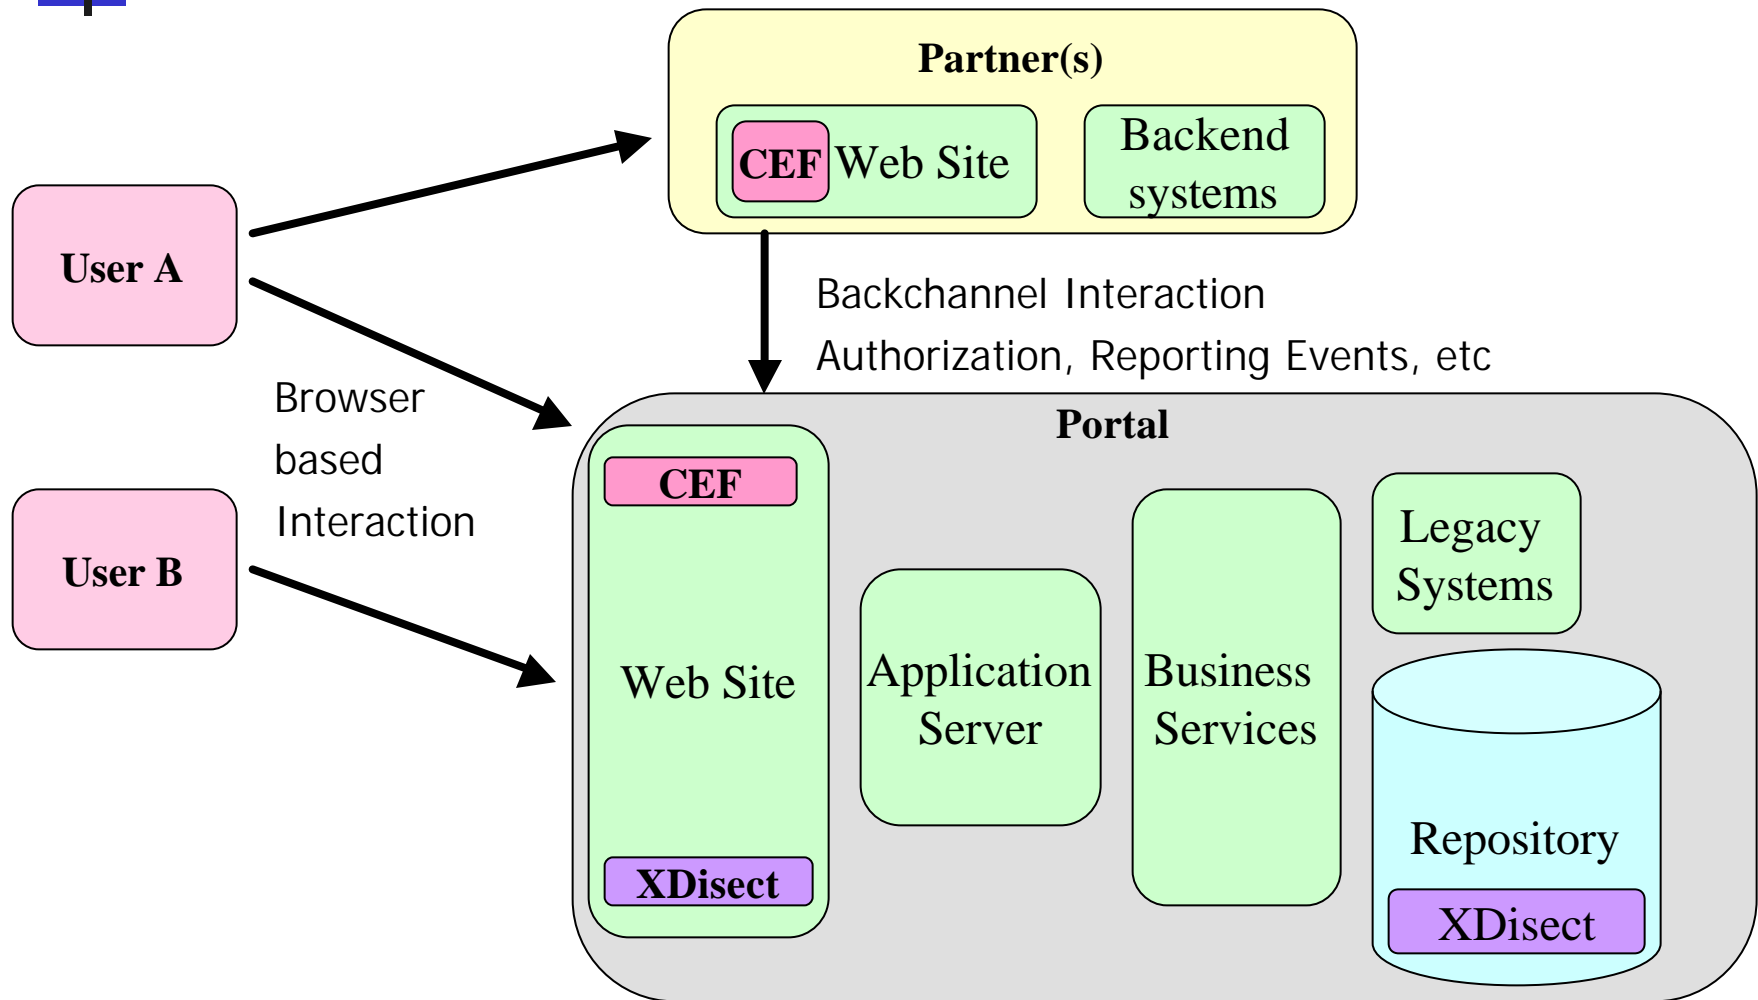 Partner(s)
CEF
Web Site
Backend
systems
User A
Backchannel Interaction
Authorization, Reporting Events, etc
Browser
based
Interaction
User B
Portal
CEF
Web Site
XDisect
Application
Server
Business
Services
Legacy
Systems
Repository
XDisect